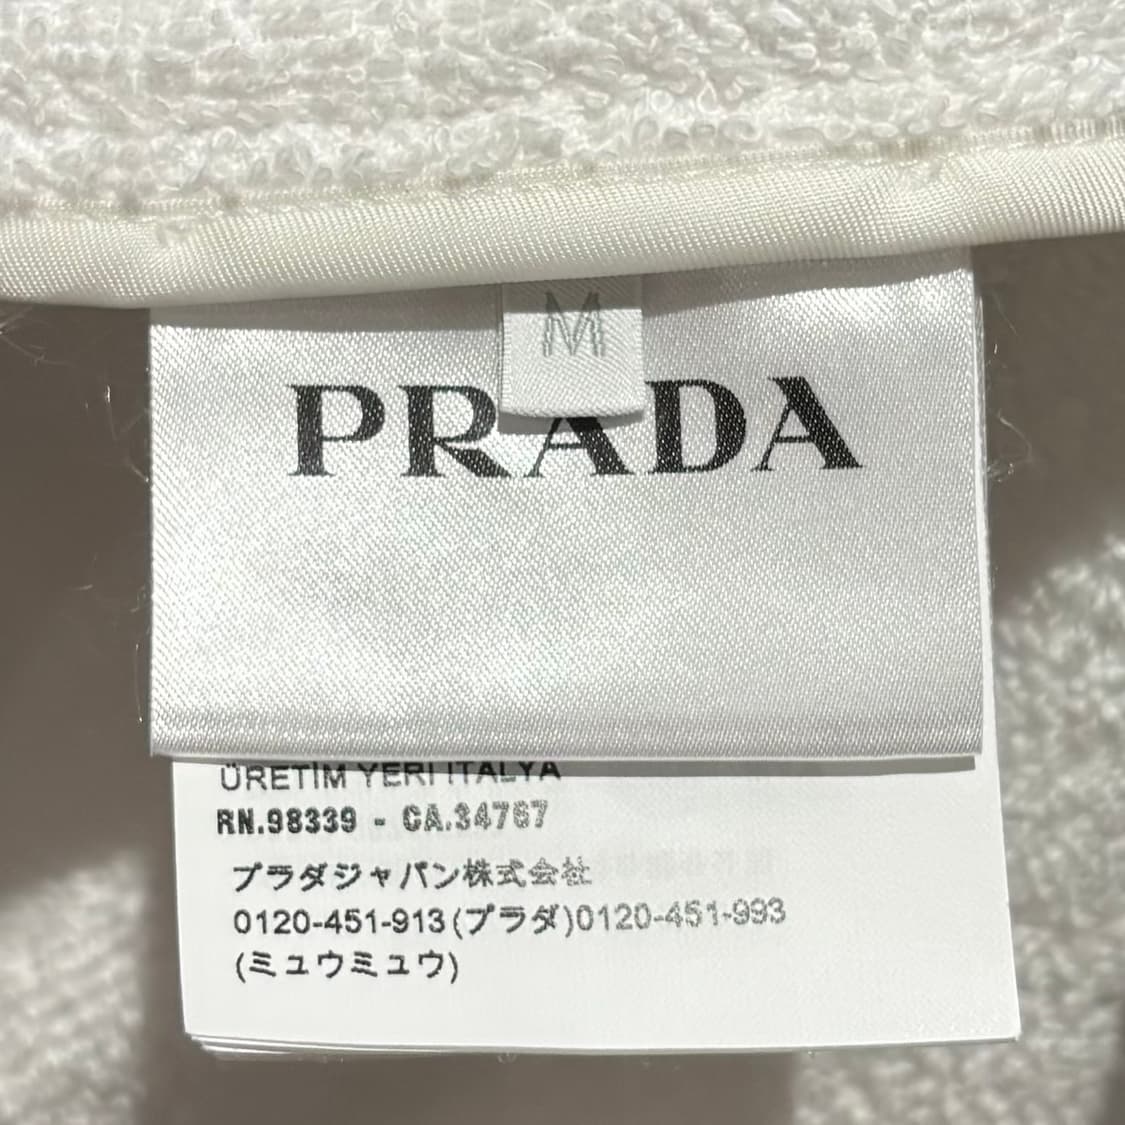 M
PRADA
ÜRETİM YERI ITALYA
RN.98339 - CA.34767
プラダジャパン株式会社
0120-451-913(プラダ)0120-451-993
(ミュウミュウ)